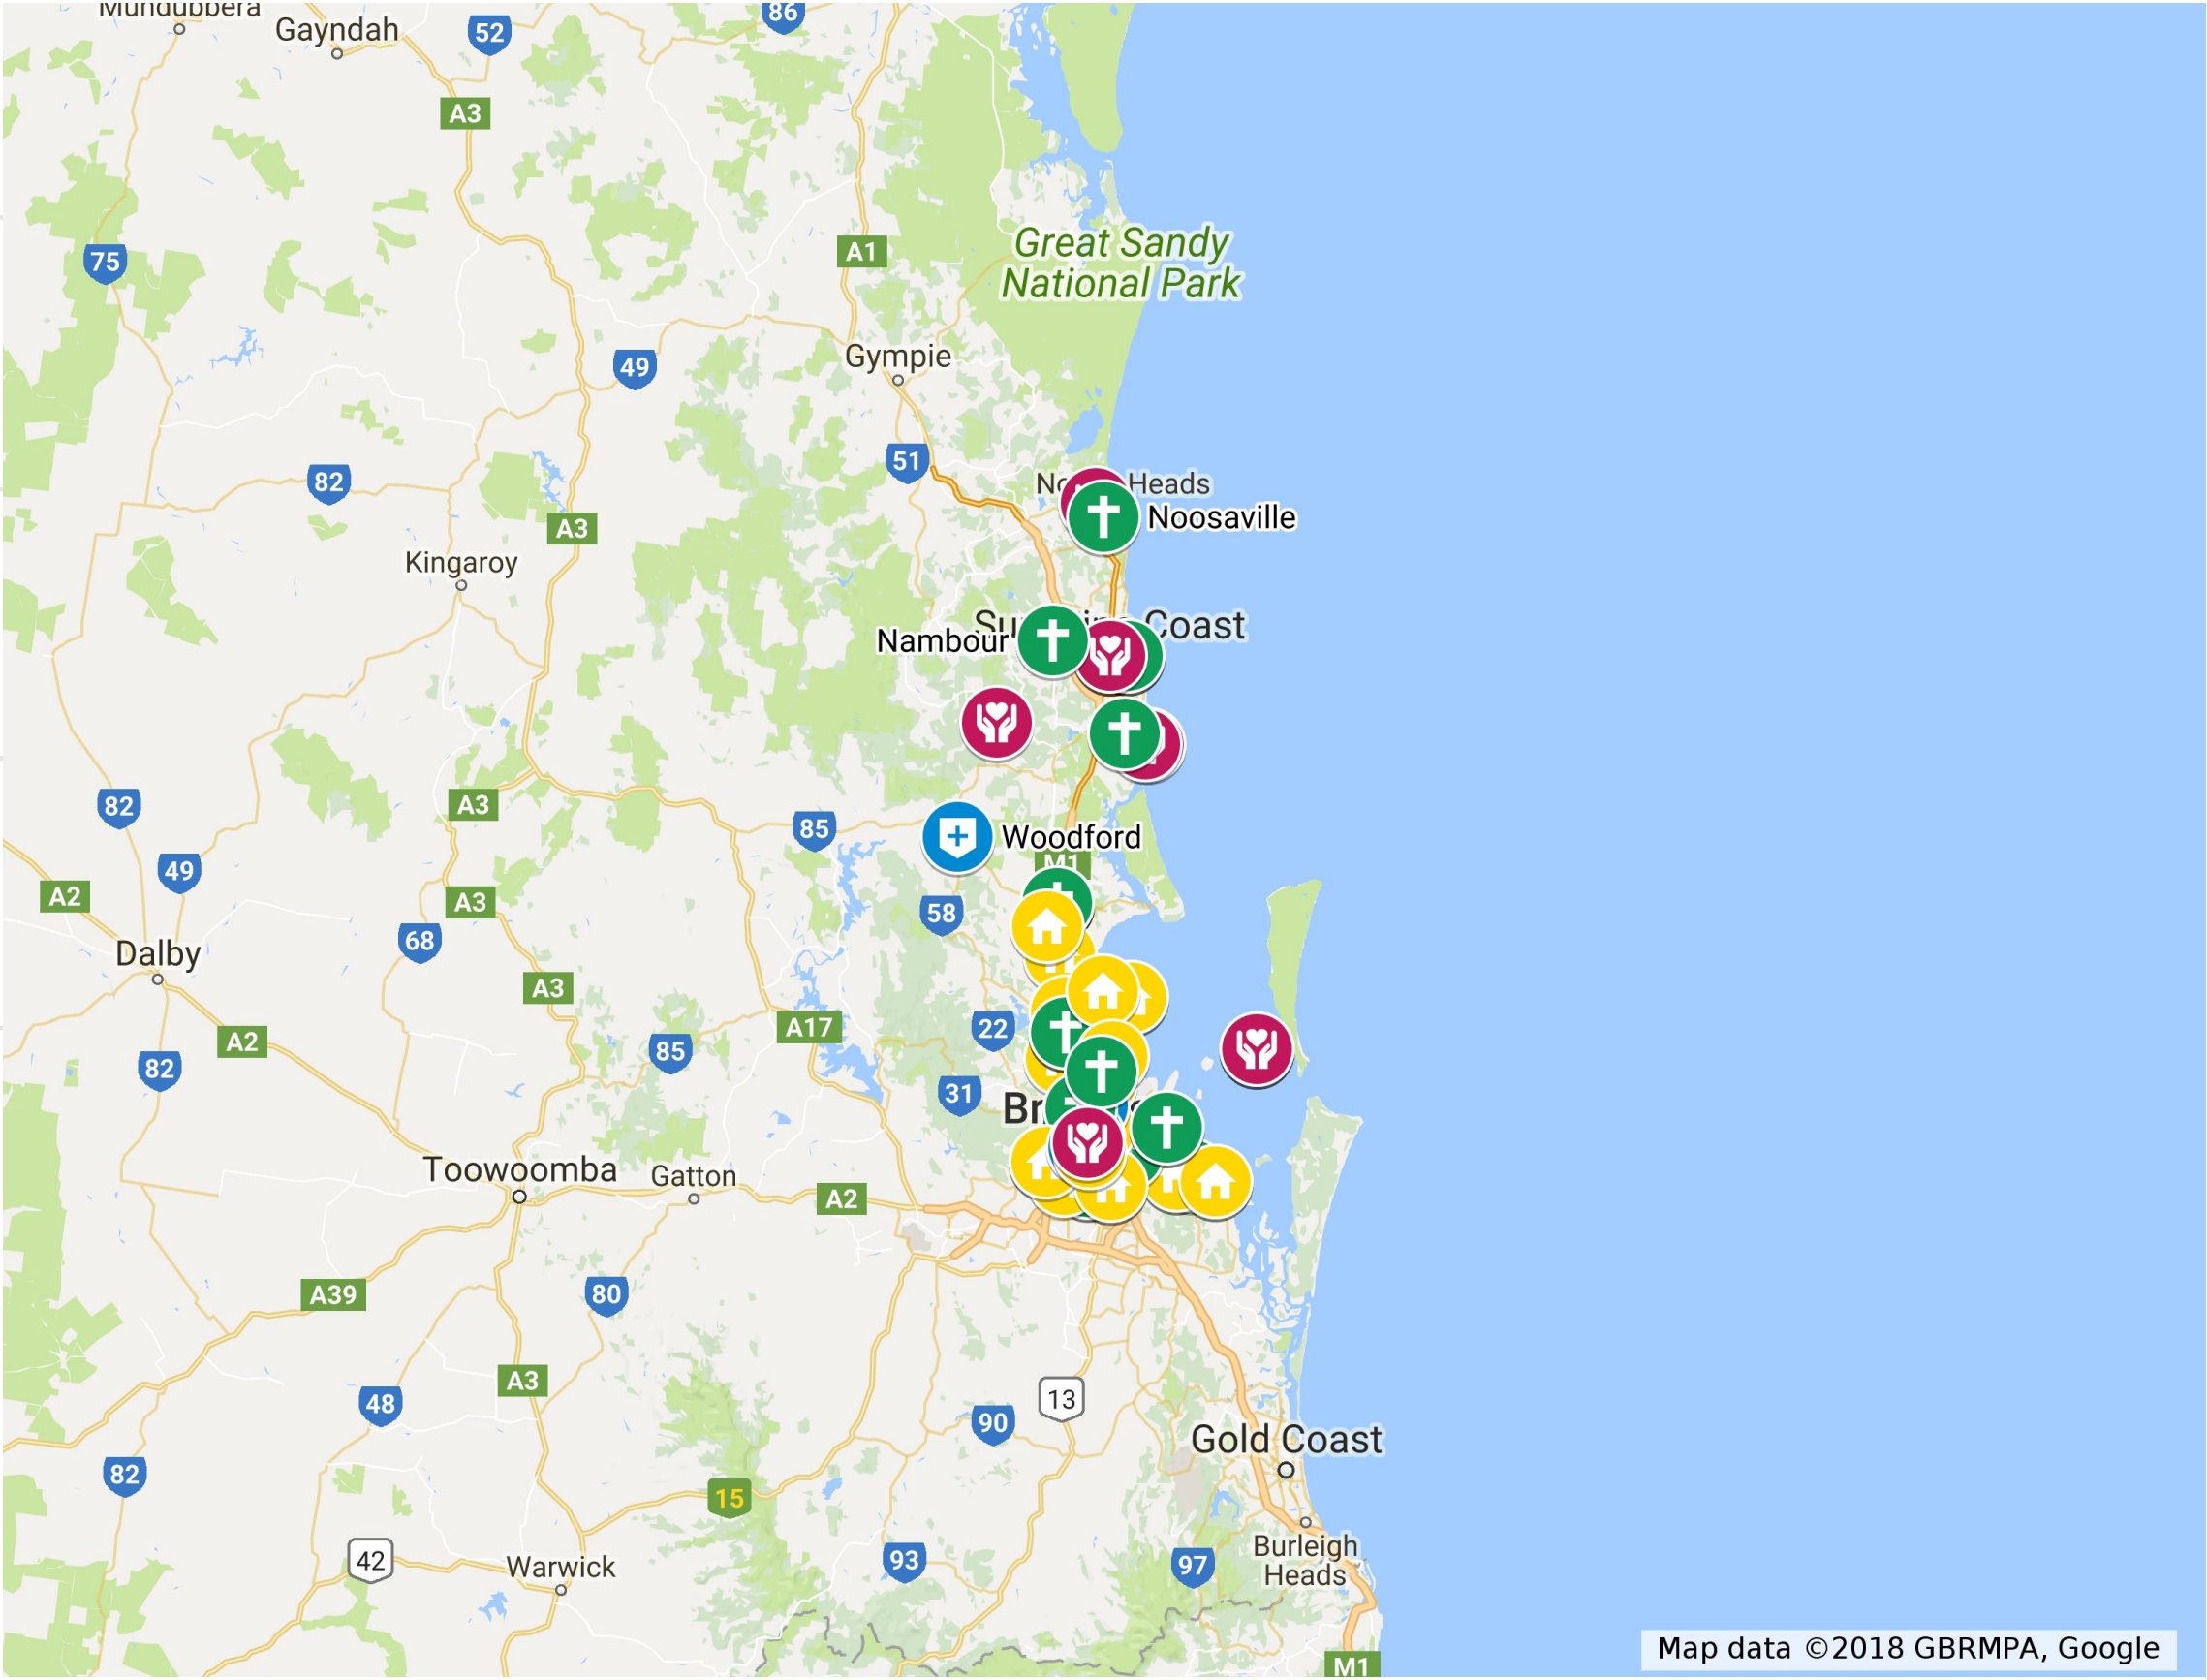 Mundubbera
Gayndah
52
86
A3
A1
75
Great Sandy
National Park
Gympie
49
51
82
Heads
Noosaville
A3
Kingaroy
Coast
Nambour
82
A3
85
Woodford
M1
49
A2
A3
58
68
Dalby
A3
A17
22
A2
85
82
31
Toowoomba
Gatton
A2
A39
80
A3
13
48
90
Gold Coast
82
15
Burleigh
Heads
42
Warwick
93
97
Map data ©2018 GBRMPA, Google
M1